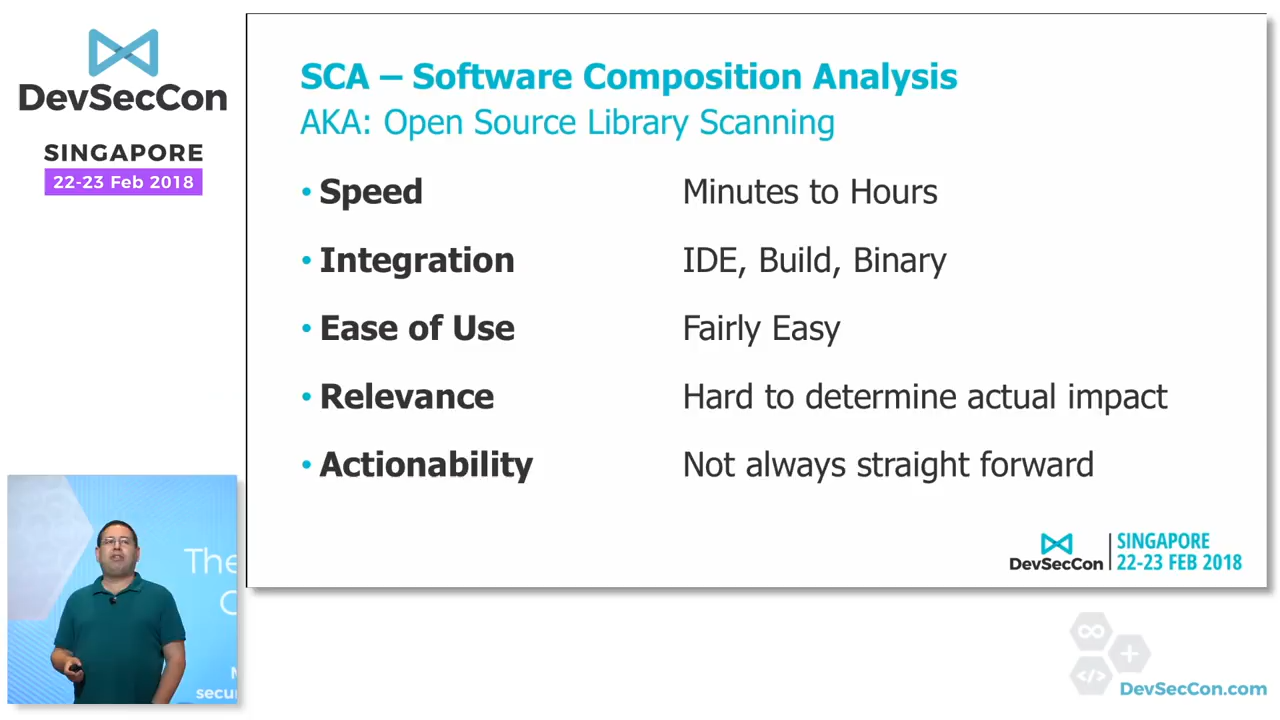 DevSecCon
SINGAPORE
22-23 Feb 2018
SCA – Software Composition Analysis
AKA: Open Source Library Scanning
• Speed Minutes to Hours
• Integration IDE, Build, Binary
• Ease of Use Fairly Easy
• Relevance Hard to determine actual impact
• Actionability Not always straight forward
DevSecCon
SINGAPORE
22-23 FEB 2018
The
secu
DevSecCon.com